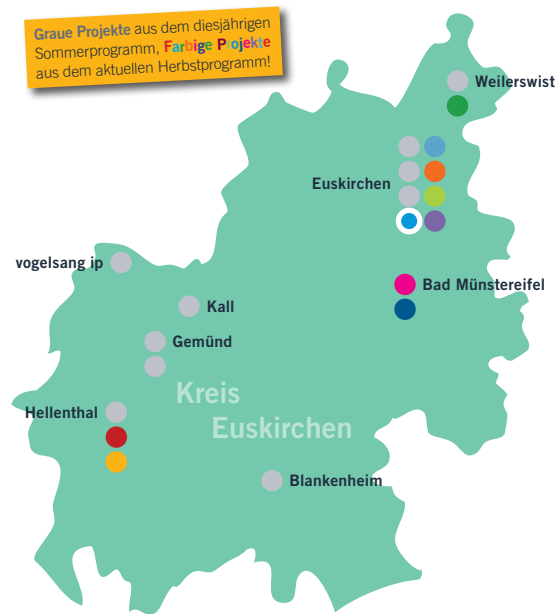 Graue Projekte aus dem diesjährigen
Sommerprogramm, Farbige Projekte
aus dem aktuellen Herbstprogramm!
Weilerswist
Euskirchen
vogelsang ip
Bad Münstereifel
Kall
Gemünd
Kreis
Euskirchen
Hellenthal
Blankenheim